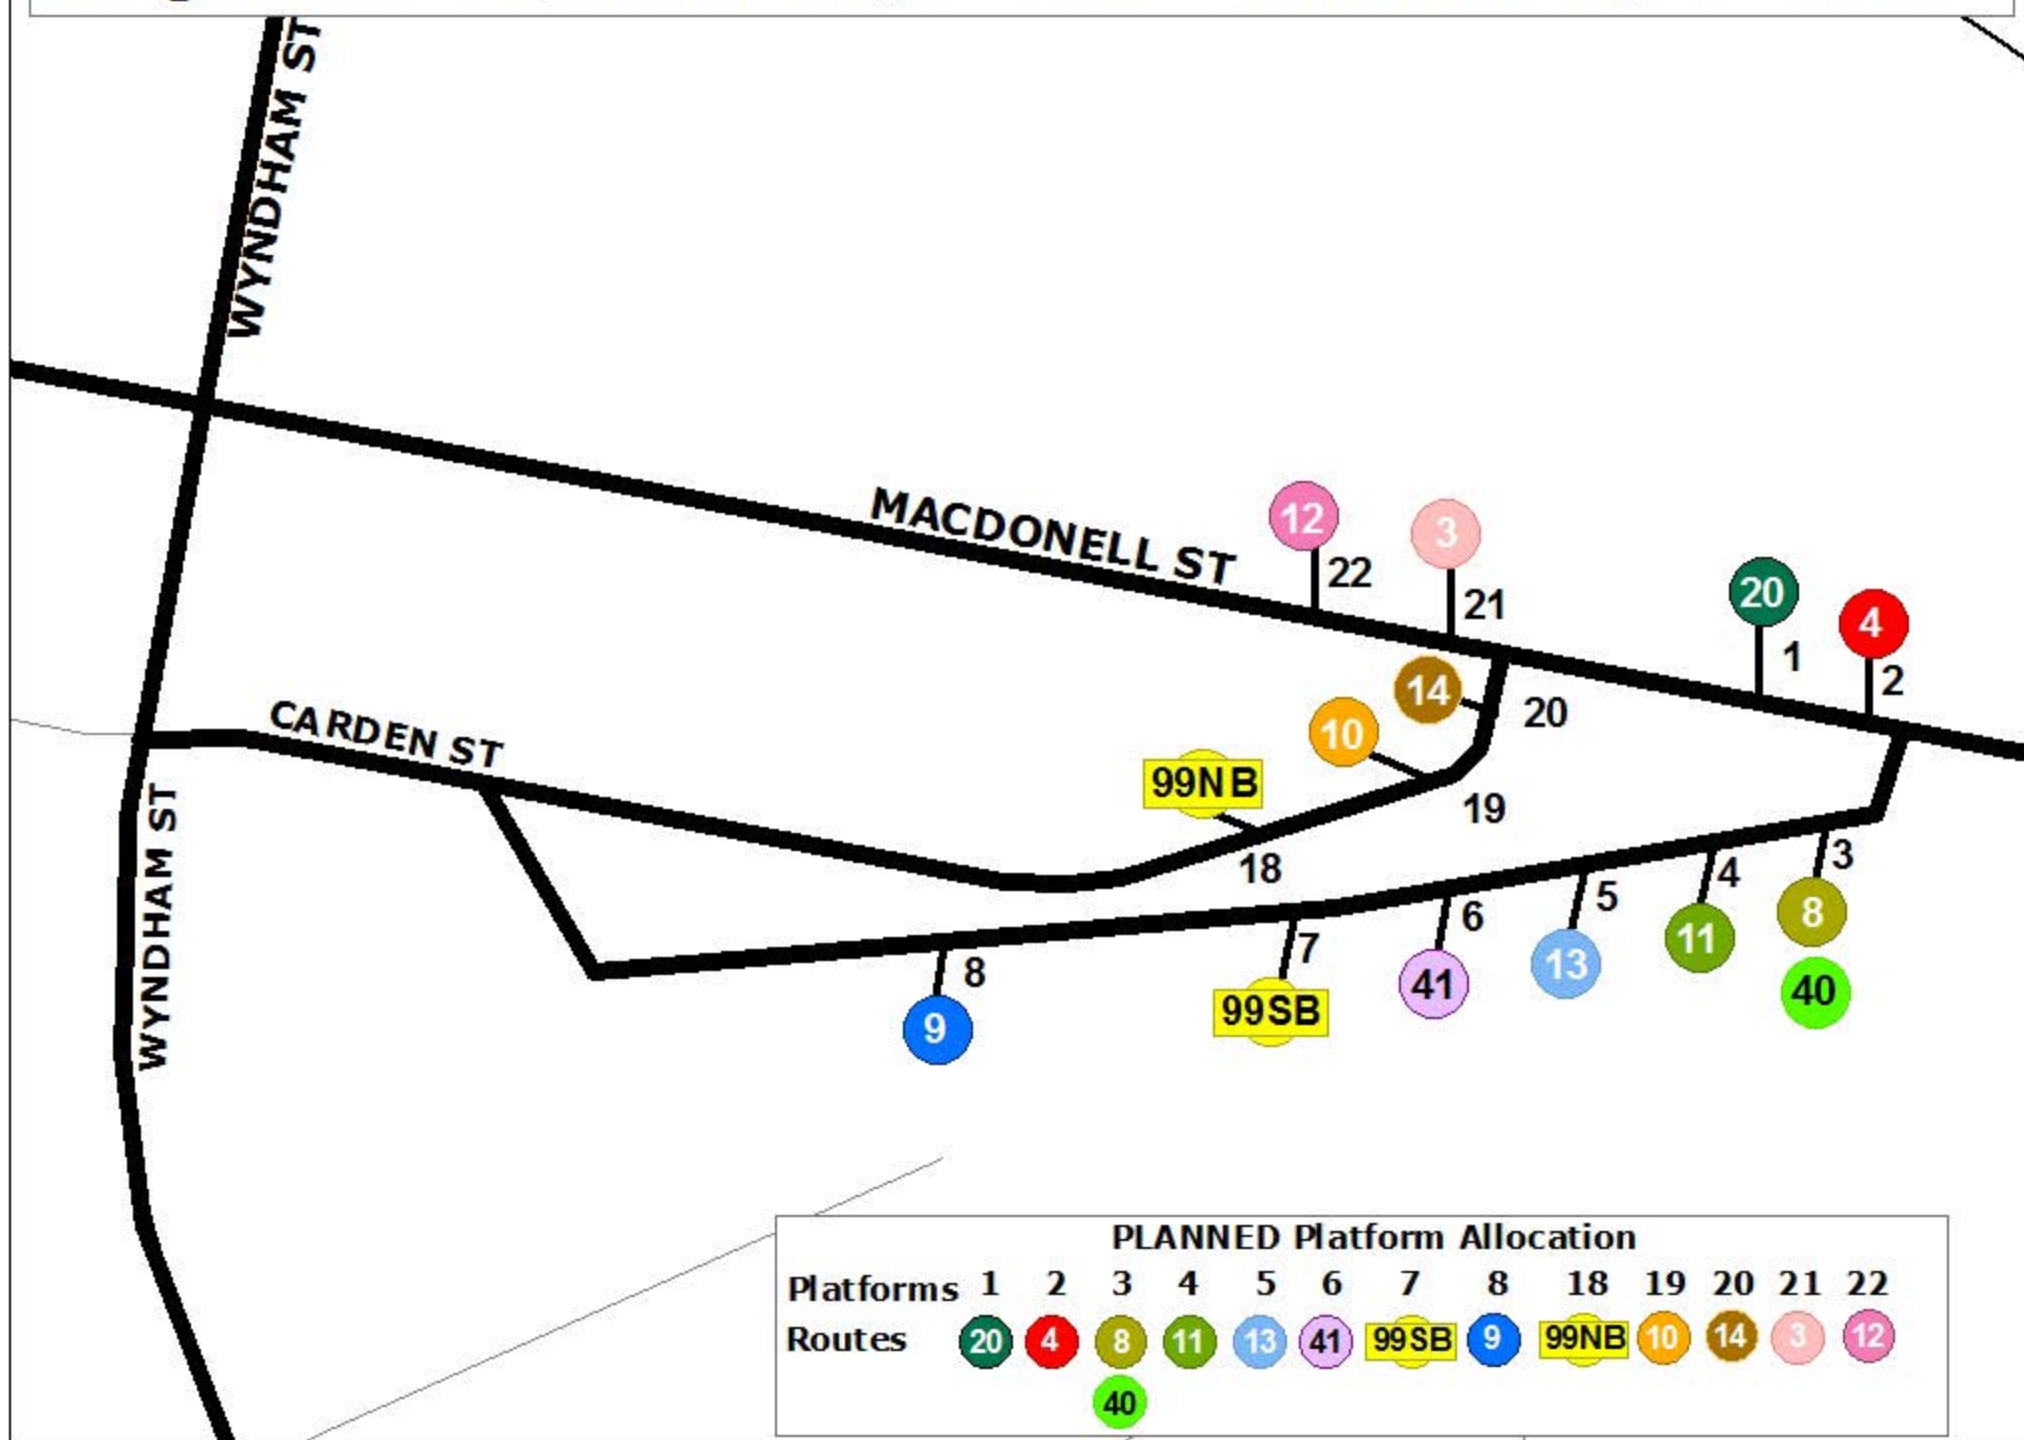 WYNDHAM ST
MACDONELL ST
12
3
22
21
20
4
1
2
14
20
10
CARDEN ST
99NB
19
18
WYNDHAM ST
3
4
5
6
8
7
11
13
41
8
40
99SB
9
PLANNED Platform Allocation
Platforms 1 2 3 4 5 6 7 8 18 19 20 21 22
Routes 20 4 8 11 13 41 99SB 9 99NB 10 14 3 12
40